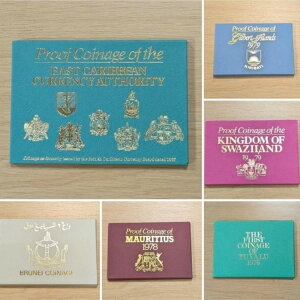 Proof Coinage of the
EAST CARIBBEAN
CURRENCY AUTHORITY
Proof Coinage of
Gilbert Islands
1979
KIRIBATI
Proof Coinage of the
KINGDOM OF
SWAZILAND
1979
BRUNEI COINAGE
Proof Coinage of
MAURITIUS
1978
THE
FIRST
COINAGE
OF
TUVALU
1976